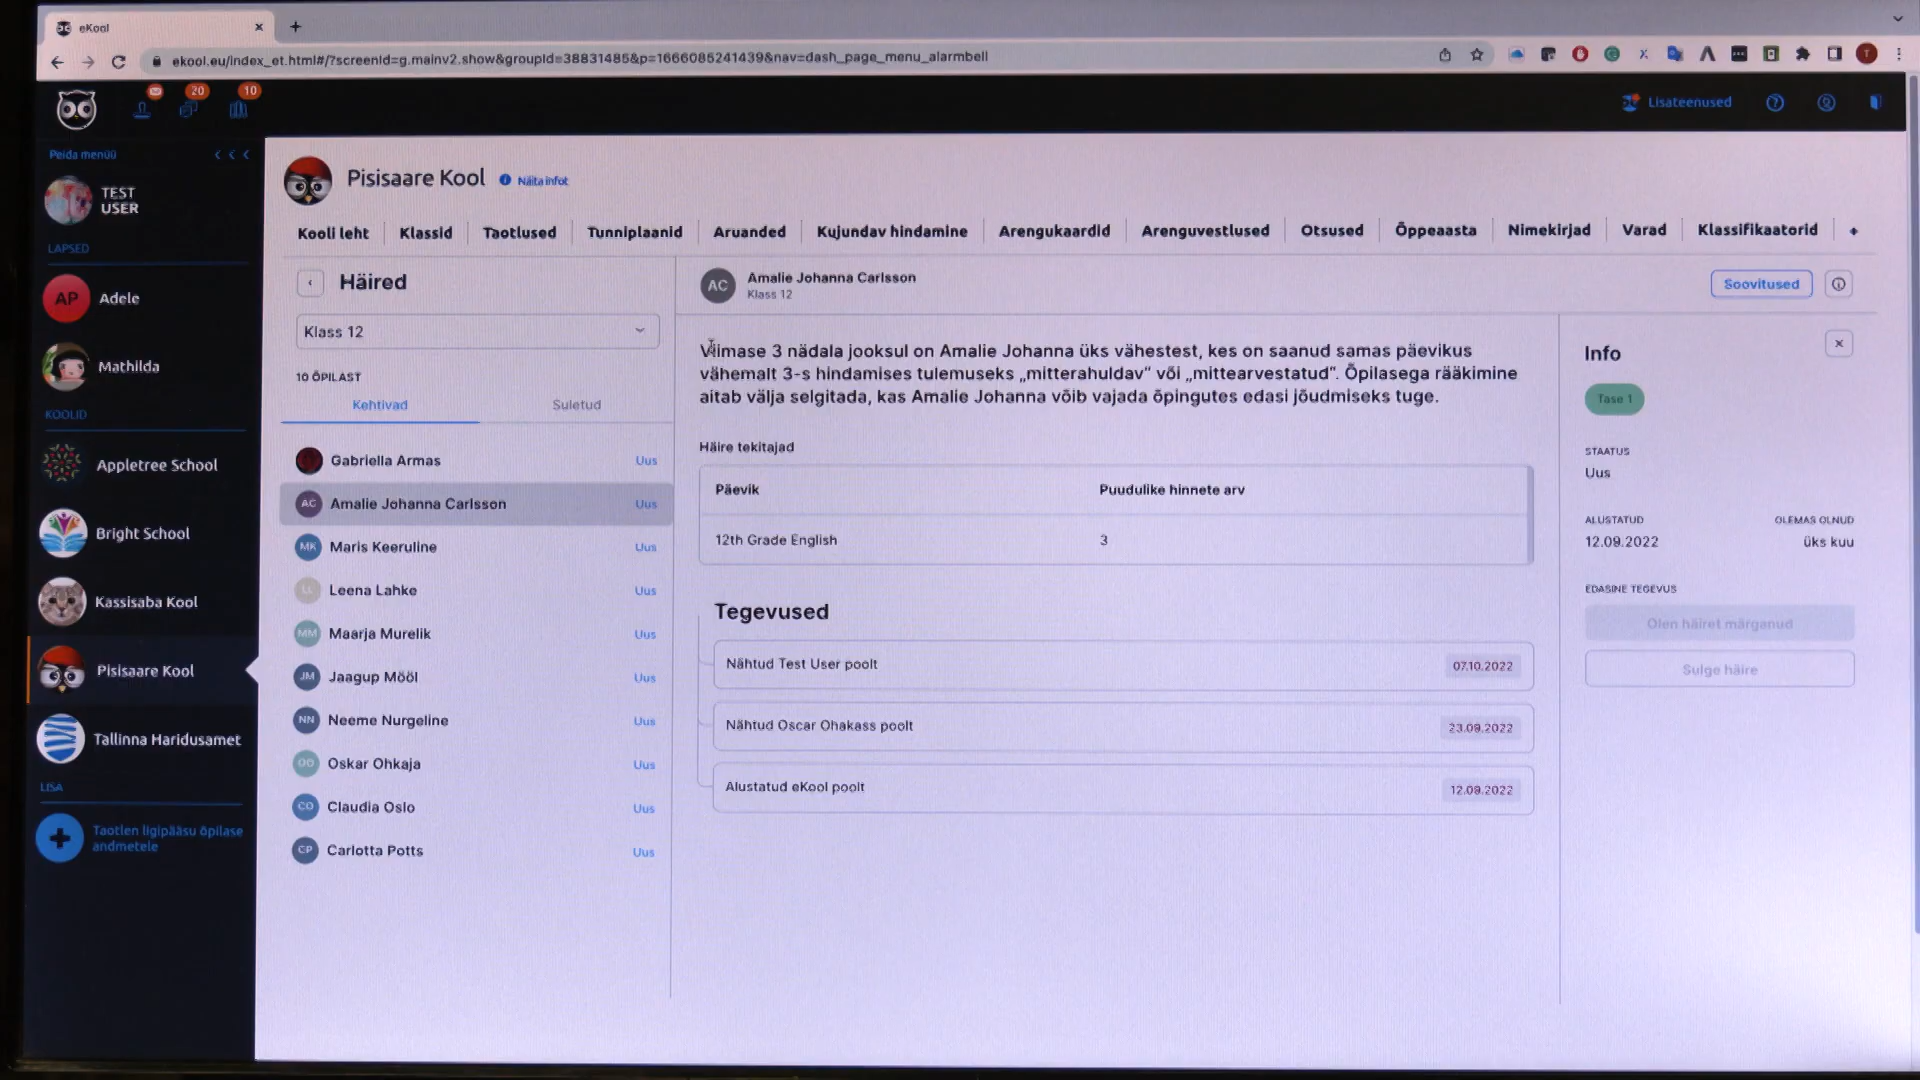 eKool
ekool.eu/index_et.html#/?screenId=g.mainv2.show&groupId=38831485&p=1666085241439&nav=dash_page_menu_alarmbell
T
20
10
Lisateenused
Peida menüü
TEST
USER
LAPSED
AP
Adele
Mathilda
KOOLID
Appletree School
Bright School
Kassisaba Kool
Pisisaare Kool
Tallinna Haridusamet
LISA
Taotlen ligipääsu õpilase
andmetele
Pisisaare Kool
Näita infot
Kooli leht
Klassid
Taotlused
Tunniplaanid
Aruanded
Kujundav hindamine
Arengukaardid
Arenguvestlused
Otsused
Õppeaasta
Nimekirjad
Varad
Klassifikaatorid
+
Häired
Klass 12
10 ÕPILAST
Kehtivad
Suletud
Gabriella Armas
Uus
AC
Amalie Johanna Carlsson
Uus
MK
Maris Keeruline
Uus
LL
Leena Lahke
Uus
MM
Maarja Murelik
Uus
JM
Jaagup Mööl
Uus
NN
Neeme Nurgeline
Uus
OO
Oskar Ohkaja
Uus
CO
Claudia Oslo
Uus
CP
Carlotta Potts
Uus
AC
Amalie Johanna Carlsson
Klass 12
Soovitused
Viimase 3 nädala jooksul on Amalie Johanna üks vähestest, kes on saanud samas päevikus
vähemalt 3-s hindamises tulemuseks „mitterahuldav“ või „mittearvestatud“. Õpilasega rääkimine
aitab välja selgitada, kas Amalie Johanna võib vajada õpingutes edasi jõudmiseks tuge.
Häire tekitajad
Päevik
Puudulike hinnete arv
12th Grade English
3
Tegevused
Nähtud Test User poolt
07.10.2022
Nähtud Oscar Ohakass poolt
23.09.2022
Alustatud eKool poolt
12.09.2022
Info
Tase 1
STAATUS
Uus
ALUSTATUD
OLEMAS OLNUD
12.09.2022
üks kuu
EDASINE TEGEVUS
Olen häiret märganud
Sulge häire